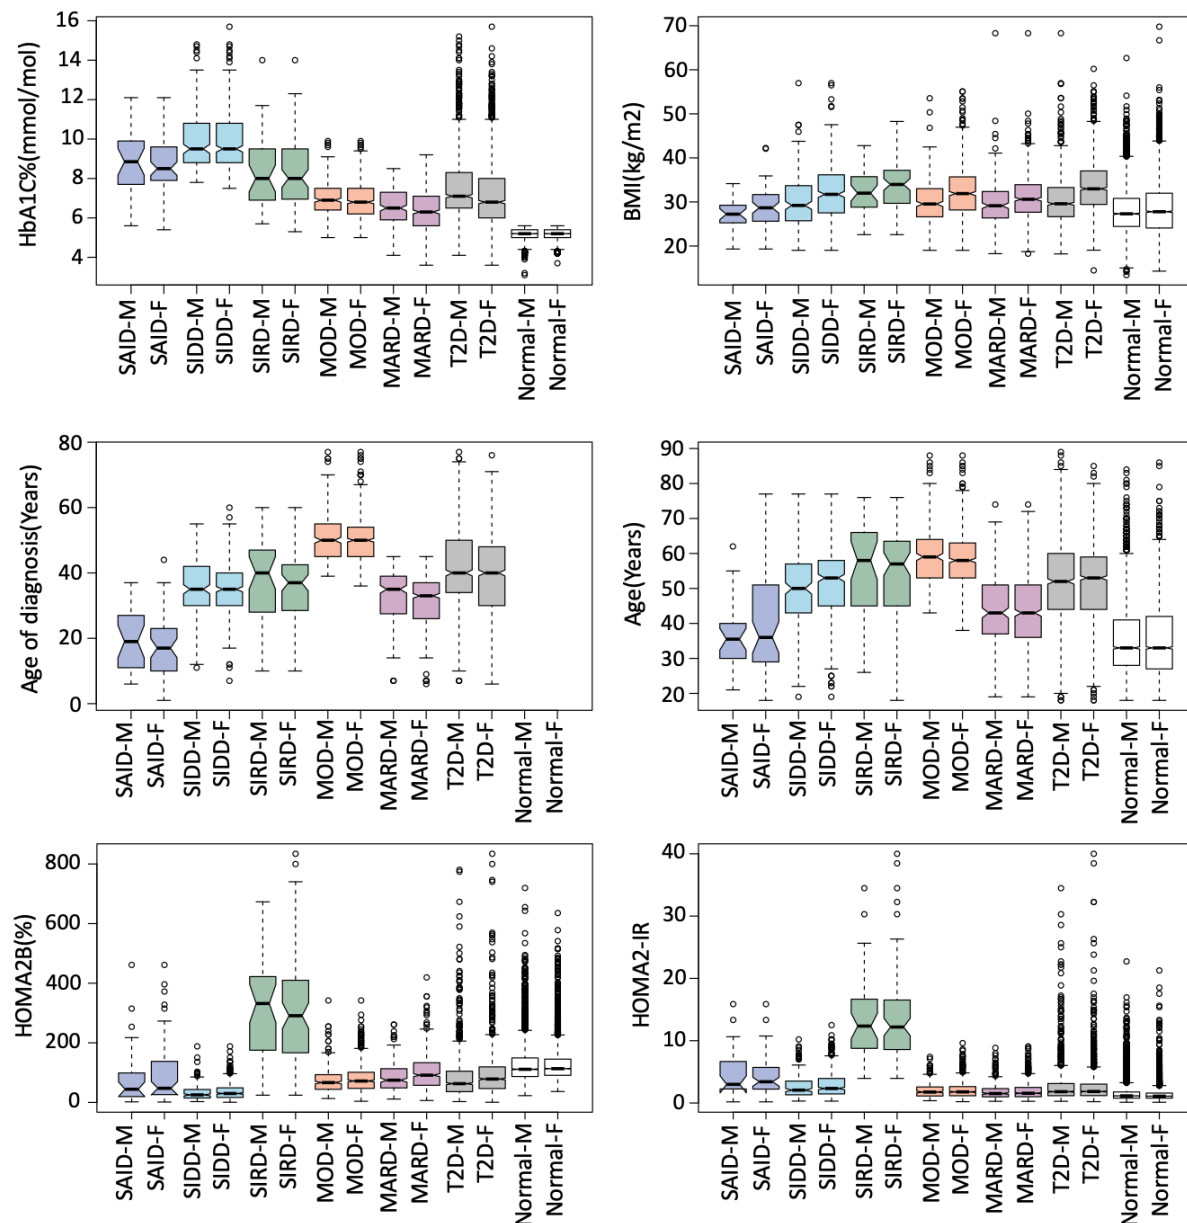 HbA1C%(mmol/mol)
16
14
12
10
8
6
4
SAID-M
SAID-F
SIDD-M
SIDD-F
SIRD-M
SIRD-F
MOD-M
MOD-F
MARD-M
MARD-F
T2D-M
T2D-F
Normal-M
Normal-F
BMI(kg/m2)
70
60
50
40
30
20
SAID-M
SAID-F
SIDD-M
SIDD-F
SIRD-M
SIRD-F
MOD-M
MOD-F
MARD-M
MARD-F
T2D-M
T2D-F
Normal-M
Normal-F
Age of diagnosis(Years)
80
60
40
20
0
SAID-M
SAID-F
SIDD-M
SIDD-F
SIRD-M
SIRD-F
MOD-M
MOD-F
MARD-M
MARD-F
T2D-M
T2D-F
Normal-M
Normal-F
Age(Years)
90
80
70
60
50
40
30
20
SAID-M
SAID-F
SIDD-M
SIDD-F
SIRD-M
SIRD-F
MOD-M
MOD-F
MARD-M
MARD-F
T2D-M
T2D-F
Normal-M
Normal-F
HOMA2B(%)
800
600
400
200
0
SAID-M
SAID-F
SIDD-M
SIDD-F
SIRD-M
SIRD-F
MOD-M
MOD-F
MARD-M
MARD-F
T2D-M
T2D-F
Normal-M
Normal-F
HOMA2-IR
40
30
20
10
0
SAID-M
SAID-F
SIDD-M
SIDD-F
SIRD-M
SIRD-F
MOD-M
MOD-F
MARD-M
MARD-F
T2D-M
T2D-F
Normal-M
Normal-F